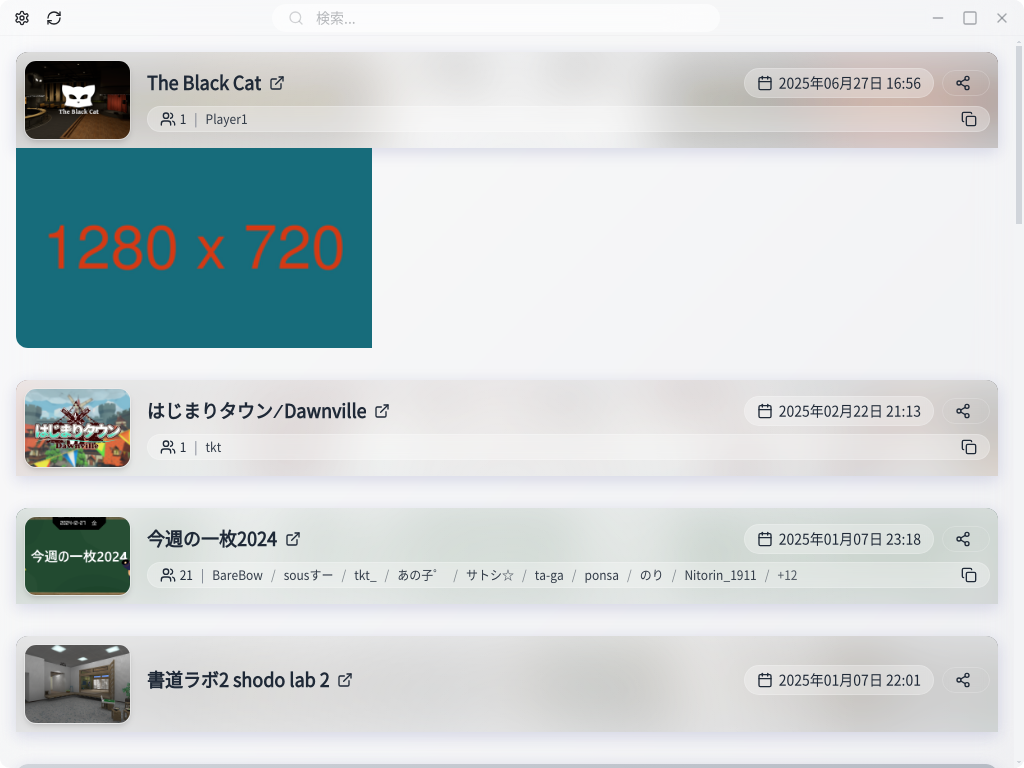 検索...
The Black Cat
2025年06月27日 16:56
The Black Cat
1 | Player1
1280 x 720
はじまりタウン⁄Dawnville
2025年02月22日 21:13
はじまりタウン
Dawnville
1 | tkt
2024-12-27
今週の一枚2024
2025年01月07日 23:18
今週の一枚2024
21 | BareBow / sousすー / tkt_ / あの子゜ / サトシ☆ / ta-ga / ponsa / のり / Nitorin_1911 / +12
書道ラボ2 shodo lab 2
2025年01月07日 22:01